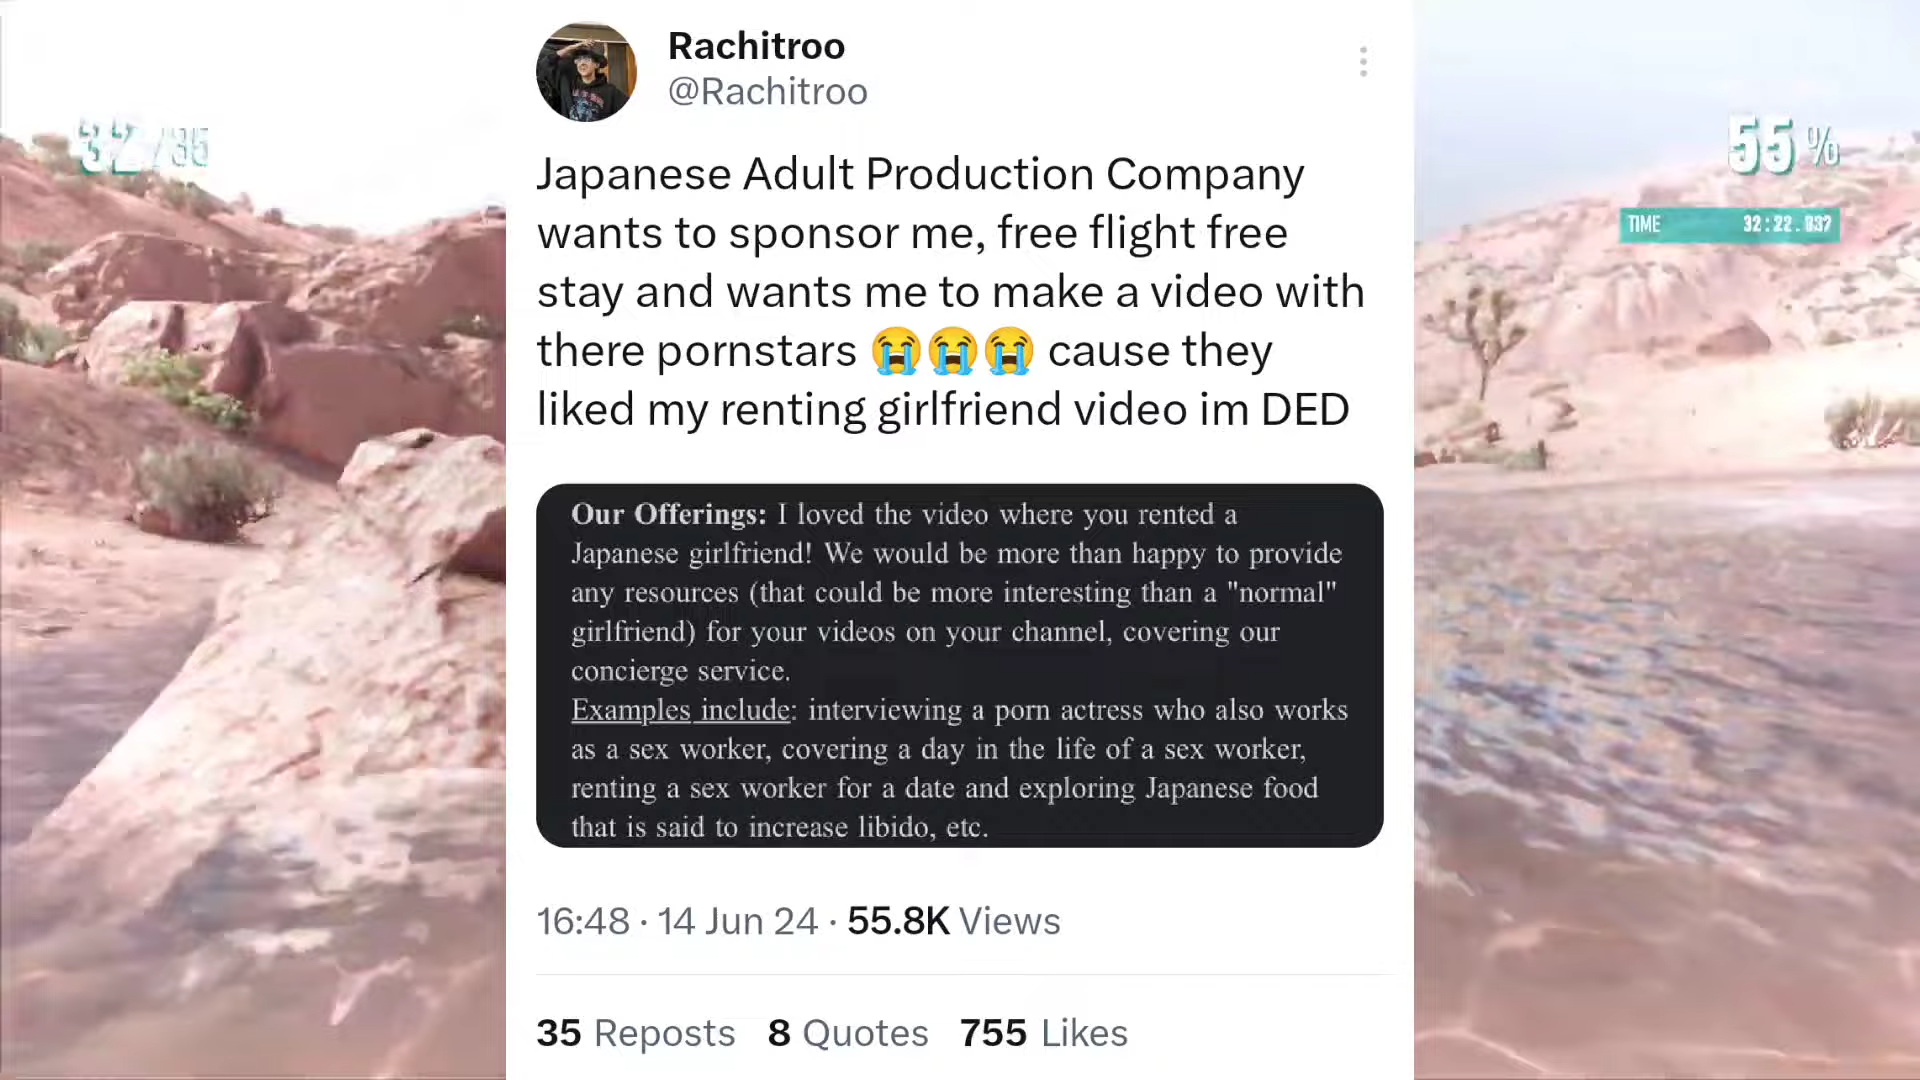 Rachitroo
@Rachitroo
32/35
55 %
TIME 32:22.037
Japanese Adult Production Company
wants to sponsor me, free flight free
stay and wants me to make a video with
there pornstars 😭😭😭 cause they
liked my renting girlfriend video im DED
Our Offerings: I loved the video where you rented a
Japanese girlfriend! We would be more than happy to provide
any resources (that could be more interesting than a "normal"
girlfriend) for your videos on your channel, covering our
concierge service.
Examples include: interviewing a porn actress who also works
as a sex worker, covering a day in the life of a sex worker,
renting a sex worker for a date and exploring Japanese food
that is said to increase libido, etc.
16:48 · 14 Jun 24 · 55.8K Views
35 Reposts 8 Quotes 755 Likes